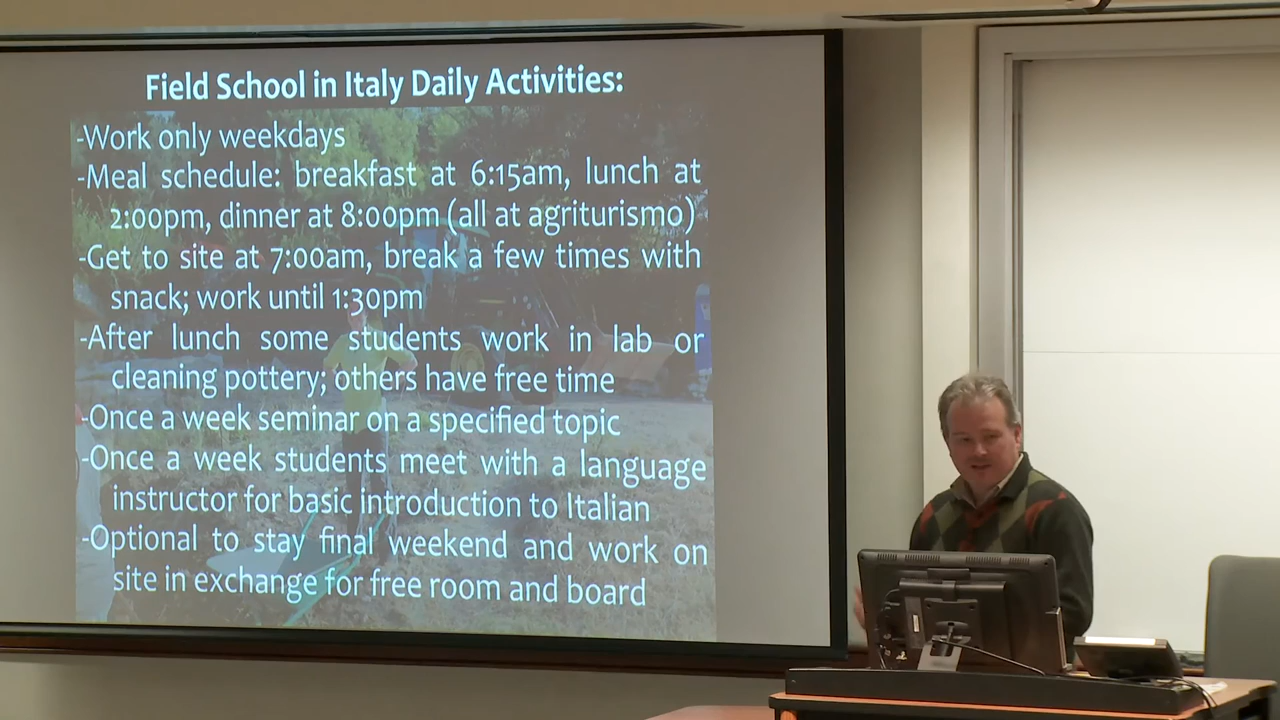 Field School in Italy Daily Activities:
-Work only weekdays
-Meal schedule: breakfast at 6:15am, lunch at
2:00pm, dinner at 8:00pm (all at agriturismo)
-Get to site at 7:00am, break a few times with
snack; work until 1:30pm
-After lunch some students work in lab or
cleaning pottery; others have free time
-Once a week seminar on a specified topic
-Once a week students meet with a language
instructor for basic introduction to Italian
-Optional to stay final weekend and work on
site in exchange for free room and board